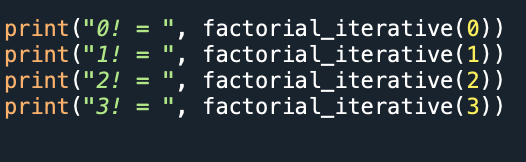 print("0! = ", factorial_iterative(0))
print("1! = ", factorial_iterative(1))
print("2! = ", factorial_iterative(2))
print("3! = ", factorial_iterative(3))